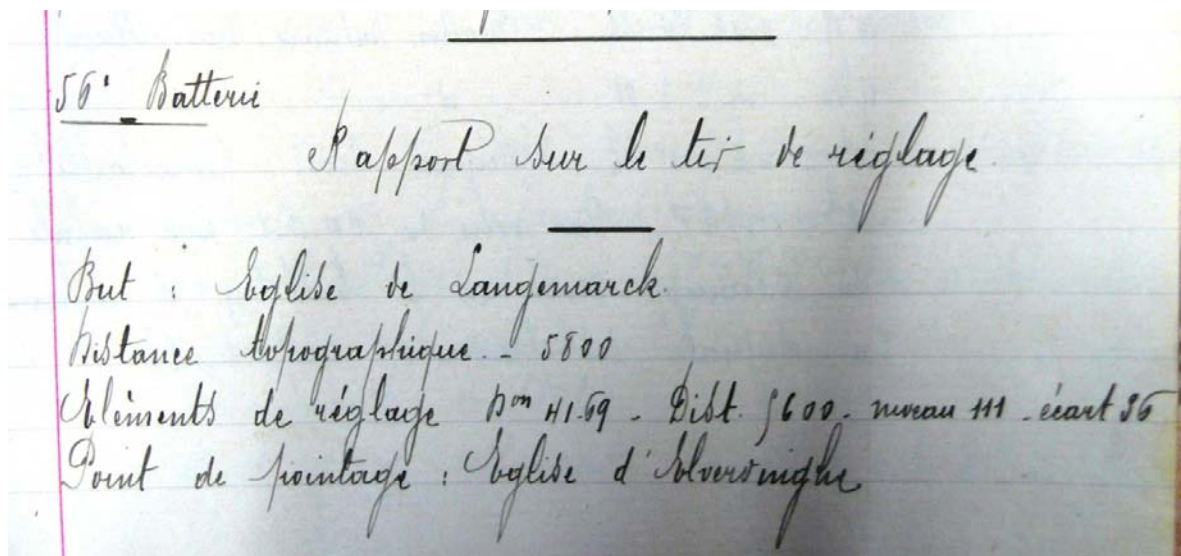 56e Batterie
Rapport sur le tir de réglage.
But : Eglise de Langemarck.
Distance topographique. - 5800
Eléments de réglage Don 41.69 - Dist. 5600 - niveau 111 - écart 36
Point de pointage : Eglise d'Elverdinghe